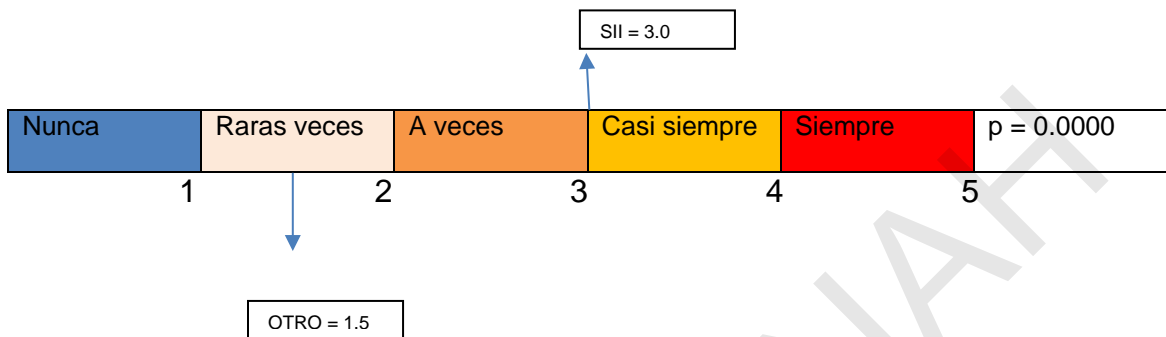 SII = 3.0
Nunca Raras veces A veces Casi siempre Siempre p = 0.0000
1 2 3 4 5
OTRO = 1.5